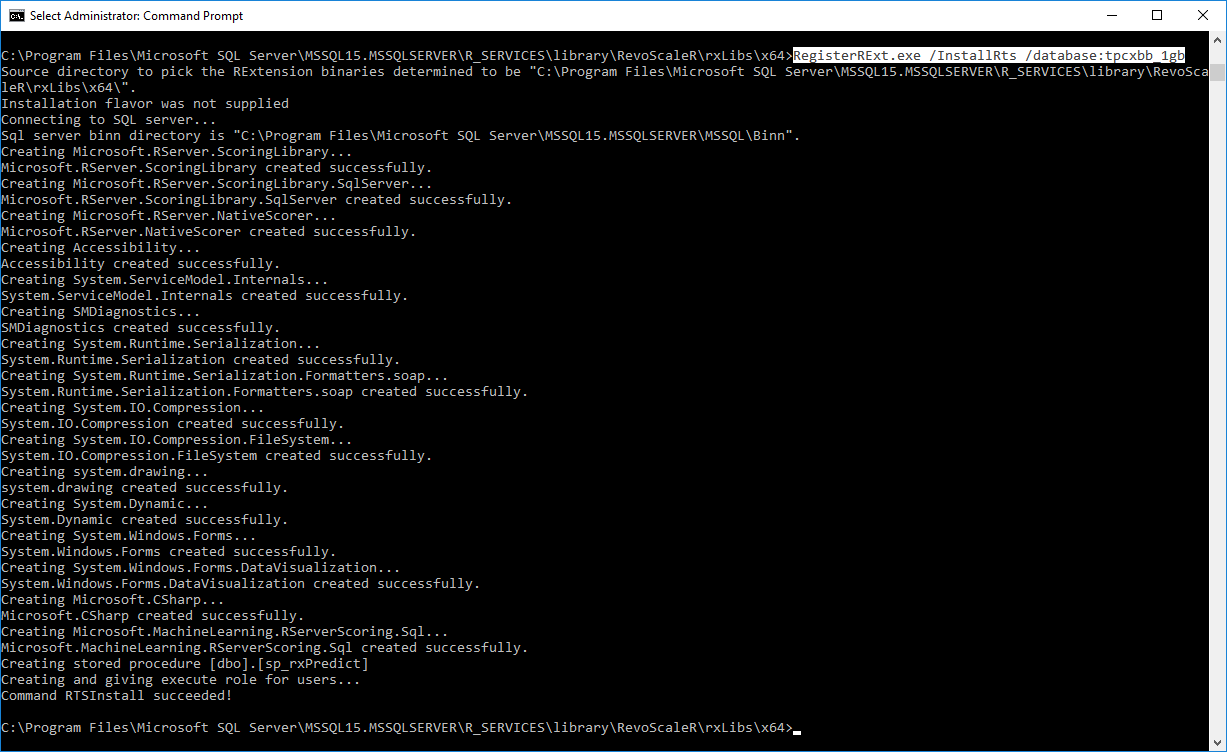 Select Administrator: Command Prompt
C:\Program Files\Microsoft SQL Server\MSSQL15.MSSQLSERVER\R_SERVICES\library\RevoScaleR\rxLibs\x64>RegisterRExt.exe /InstallRts /database:tpcxbb_1gb
Source directory to pick the RExtension binaries determined to be "C:\Program Files\Microsoft SQL Server\MSSQL15.MSSQLSERVER\R_SERVICES\library\RevoSca
leR\rxLibs\x64\".
Installation flavor was not supplied
Connecting to SQL server...
Sql server binn directory is "C:\Program Files\Microsoft SQL Server\MSSQL15.MSSQLSERVER\MSSQL\Binn".
Creating Microsoft.RServer.ScoringLibrary...
Microsoft.RServer.ScoringLibrary created successfully.
Creating Microsoft.RServer.ScoringLibrary.SqlServer...
Microsoft.RServer.ScoringLibrary.SqlServer created successfully.
Creating Microsoft.RServer.NativeScorer...
Microsoft.RServer.NativeScorer created successfully.
Creating Accessibility...
Accessibility created successfully.
Creating System.ServiceModel.Internals...
System.ServiceModel.Internals created successfully.
Creating SMDiagnostics...
SMDiagnostics created successfully.
Creating System.Runtime.Serialization...
System.Runtime.Serialization created successfully.
Creating System.Runtime.Serialization.Formatters.soap...
System.Runtime.Serialization.Formatters.soap created successfully.
Creating System.IO.Compression...
System.IO.Compression created successfully.
Creating System.IO.Compression.FileSystem...
System.IO.Compression.FileSystem created successfully.
Creating system.drawing...
system.drawing created successfully.
Creating System.Dynamic...
System.Dynamic created successfully.
Creating System.Windows.Forms...
System.Windows.Forms created successfully.
Creating System.Windows.Forms.DataVisualization...
System.Windows.Forms.DataVisualization created successfully.
Creating Microsoft.CSharp...
Microsoft.CSharp created successfully.
Creating Microsoft.MachineLearning.RServerScoring.Sql...
Microsoft.MachineLearning.RServerScoring.Sql created successfully.
Creating stored procedure [dbo].[sp_rxPredict]
Creating and giving execute role for users...
Command RTSInstall succeeded!
C:\Program Files\Microsoft SQL Server\MSSQL15.MSSQLSERVER\R_SERVICES\library\RevoScaleR\rxLibs\x64>